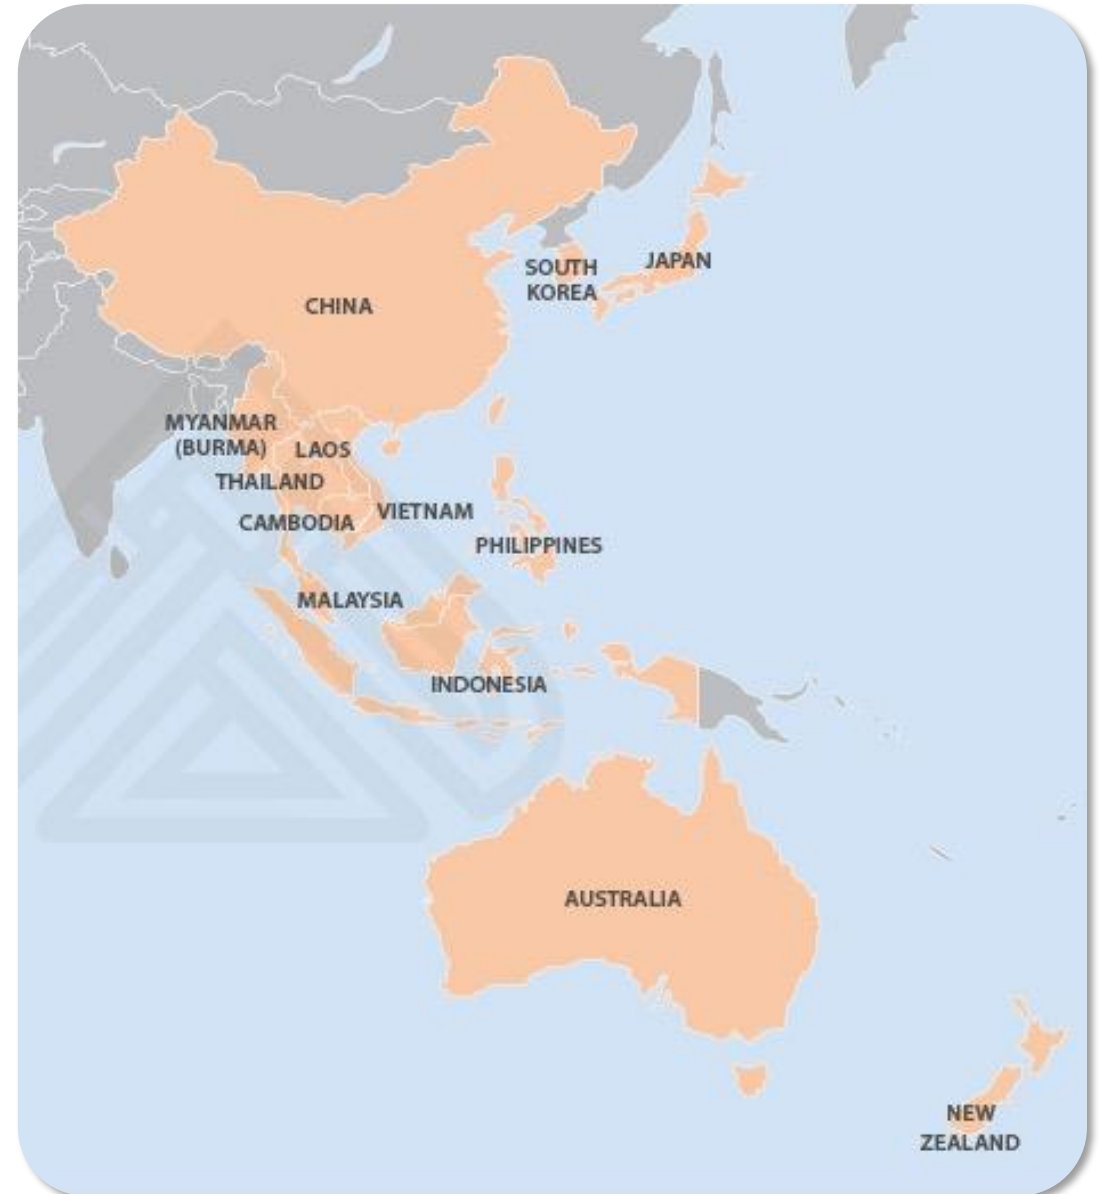 SOUTH
KOREA
JAPAN
CHINA
MYANMAR
(BURMA)
LAOS
THAILAND
VIETNAM
CAMBODIA
PHILIPPINES
MALAYSIA
INDONESIA
AUSTRALIA
NEW
ZEALAND